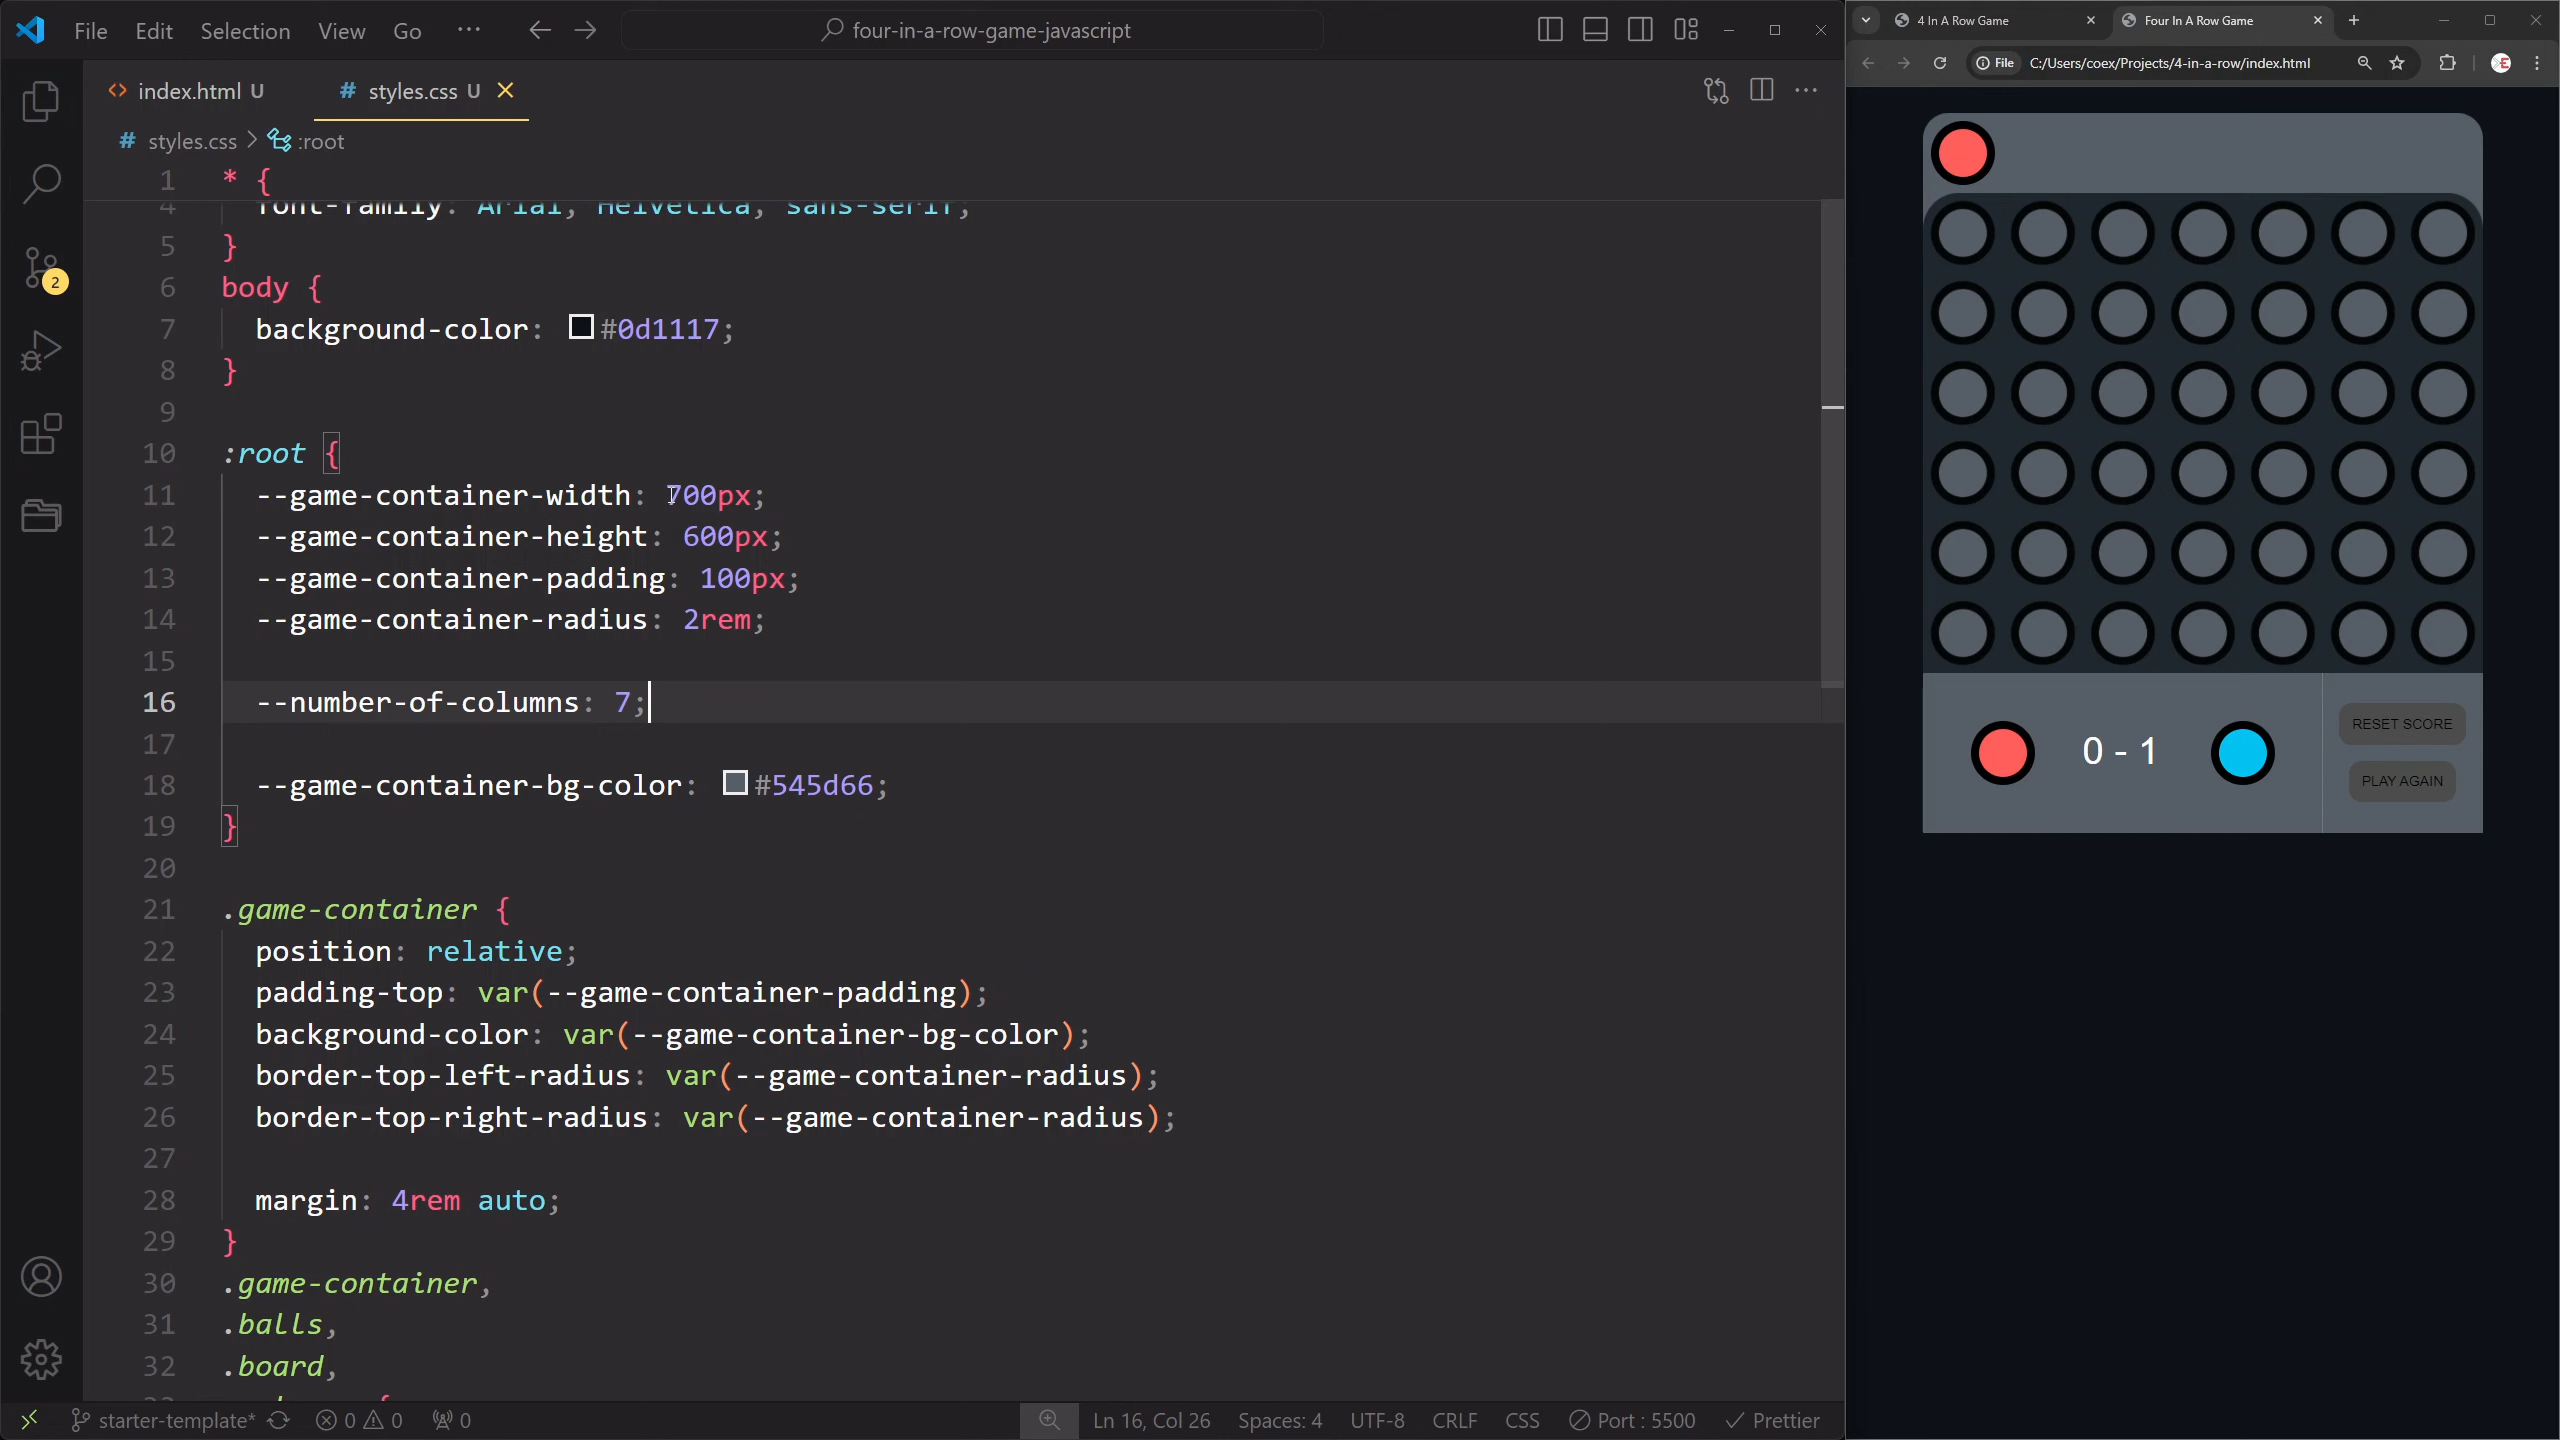 File Edit Selection View Go ··· four-in-a-row-game-javascript
index.html U # styles.css U
# styles.css > :root
1 * {
4 font-family: Arial, Helvetica, sans-serif;
5 }
6 body {
7 background-color: #0d1117;
8 }
9
10 :root {
11 --game-container-width: 700px;
12 --game-container-height: 600px;
13 --game-container-padding: 100px;
14 --game-container-radius: 2rem;
15
16 --number-of-columns: 7;
17
18 --game-container-bg-color: #545d66;
19 }
20
21 .game-container {
22 position: relative;
23 padding-top: var(--game-container-padding);
24 background-color: var(--game-container-bg-color);
25 border-top-left-radius: var(--game-container-radius);
26 border-top-right-radius: var(--game-container-radius);
27
28 margin: 4rem auto;
29 }
30 .game-container,
31 .balls,
32 .board,
2
starter-template* 0 0 0 Ln 16, Col 26 Spaces: 4 UTF-8 CRLF CSS Port : 5500 Prettier
4 In A Row Game Four In A Row Game
File C:/Users/coex/Projects/4-in-a-row/index.html
0 - 1
RESET SCORE
PLAY AGAIN